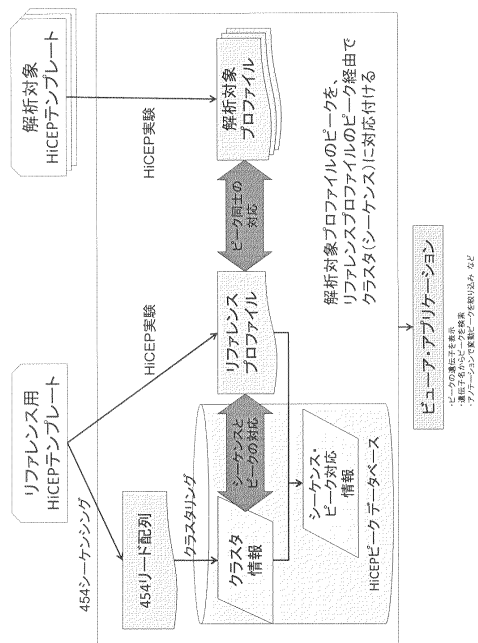 リファレンス用
HiCEPテンプレート
解析対象
HiCEPテンプレート
454シーケンシング
HiCEP実験
HiCEP実験
454リード配列
クラスタリング
クラスタ
情報
シーケンスと
ピークの対応
リファレンス
プロファイル
ピーク同士の
対応
解析対象
プロファイル
シーケンス・
ピーク対応
情報
HiCEPピークデータベース
解析対象プロファイルのピークを、
リファレンスプロファイルのピーク経由で
クラスタ(シーケンス)に対応付ける
ビューア・アプリケーション
・ピークの遺伝子を表示
・遺伝子名からピークを検索
・アノテーションで変動ピークを絞り込み など